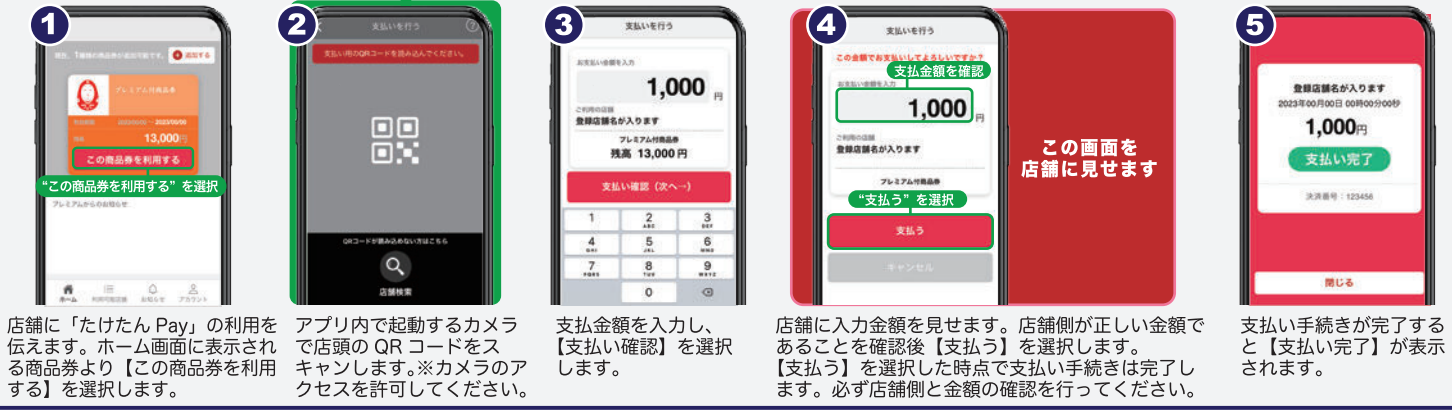 1
現在、1種類の商品券が追加可能です。
追加する
プレミアム付商品券
有効期間 2023/00/00 ～ 2023/00/00
残高 13,000円
この商品券を利用する
“この商品券を利用する”を選択
プレミアムからのお知らせ
ホーム 利用可能店舗 お知らせ アカウント
店舗に「たけたん Pay」の利用を
伝えます。ホーム画面に表示され
る商品券より【この商品券を利用
する】を選択します。
2
支払いを行う
支払い用のQRコードを読み込んでください。
QRコードが読み込めない方はこちら
店舗検索
アプリ内で起動するカメラ
で店頭の QR コードをス
キャンします。※カメラのア
クセスを許可してください。
3
支払いを行う
お支払い金額を入力
1,000 円
ご利用の店舗
登録店舗名が入ります
プレミアム付商品券
残高 13,000 円
支払い確認（次へ→）
1 2 3
ABC DEF
4 5 6
GHI JKL MNO
7 8 9
PQRS TUV WXYZ
0
支払金額を入力し、
【支払い確認】を選択
します。
4
支払いを行う
この金額でお支払いしてよろしいですか？
支払金額を確認
お支払い金額を入力
1,000 円
ご利用の店舗
登録店舗名が入ります
プレミアム付商品券
“支払う”を選択
支払う
キャンセル
この画面を
店舗に見せます
店舗に入力金額を見せます。店舗側が正しい金額で
あることを確認後【支払う】を選択します。
【支払う】を選択した時点で支払い手続きは完了し
ます。必ず店舗側と金額の確認を行ってください。
5
登録店舗名が入ります
2023年00月00日 00時00分00秒
1,000円
支払い完了
決済番号：123456
閉じる
支払い手続きが完了する
と【支払い完了】が表示
されます。